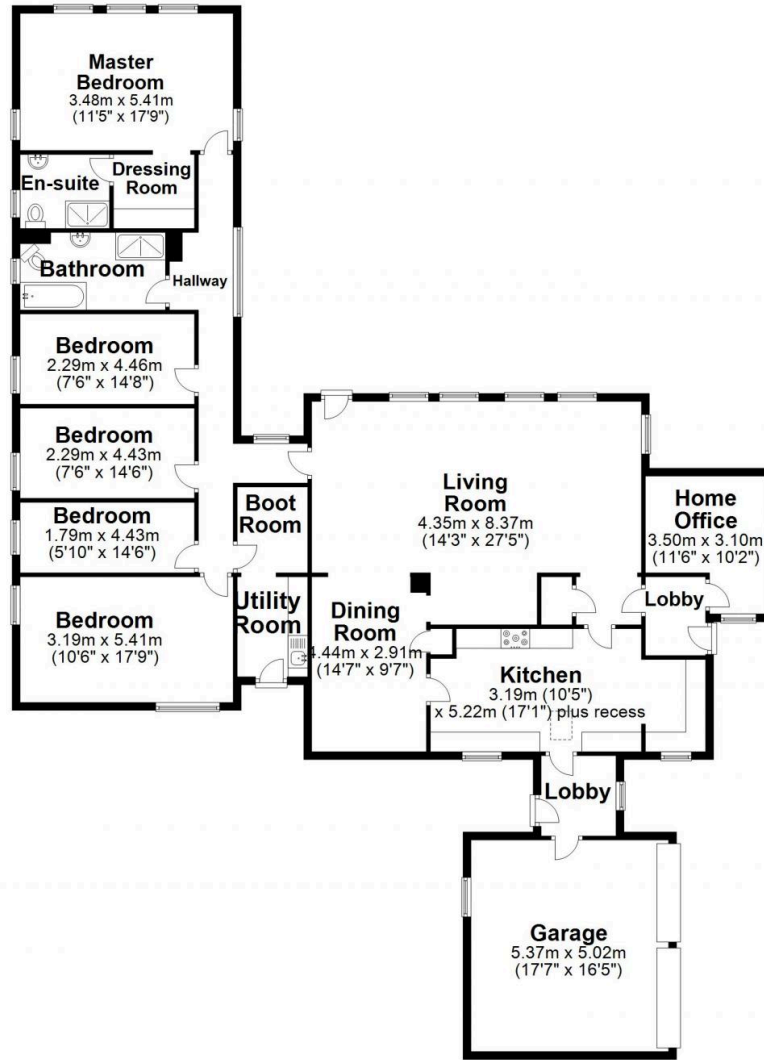 Master
Bedroom
3.48m x 5.41m
(11'5" x 17'9")
En-suite
Dressing
Room
Bathroom
Hallway
Bedroom
2.29m x 4.46m
(7'6" x 14'8")
Bedroom
2.29m x 4.43m
(7'6" x 14'6")
Bedroom
1.79m x 4.43m
(5'10" x 14'6")
Bedroom
3.19m x 5.41m
(10'6" x 17'9")
Boot
Room
Utility
Room
Living
Room
4.35m x 8.37m
(14'3" x 27'5")
Dining
Room
4.44m x 2.91m
(14'7" x 9'7")
Home
Office
3.50m x 3.10m
(11'6" x 10'2")
Lobby
Kitchen
3.19m (10'5")
x 5.22m (17'1") plus recess
Lobby
Garage
5.37m x 5.02m
(17'7" x 16'5")